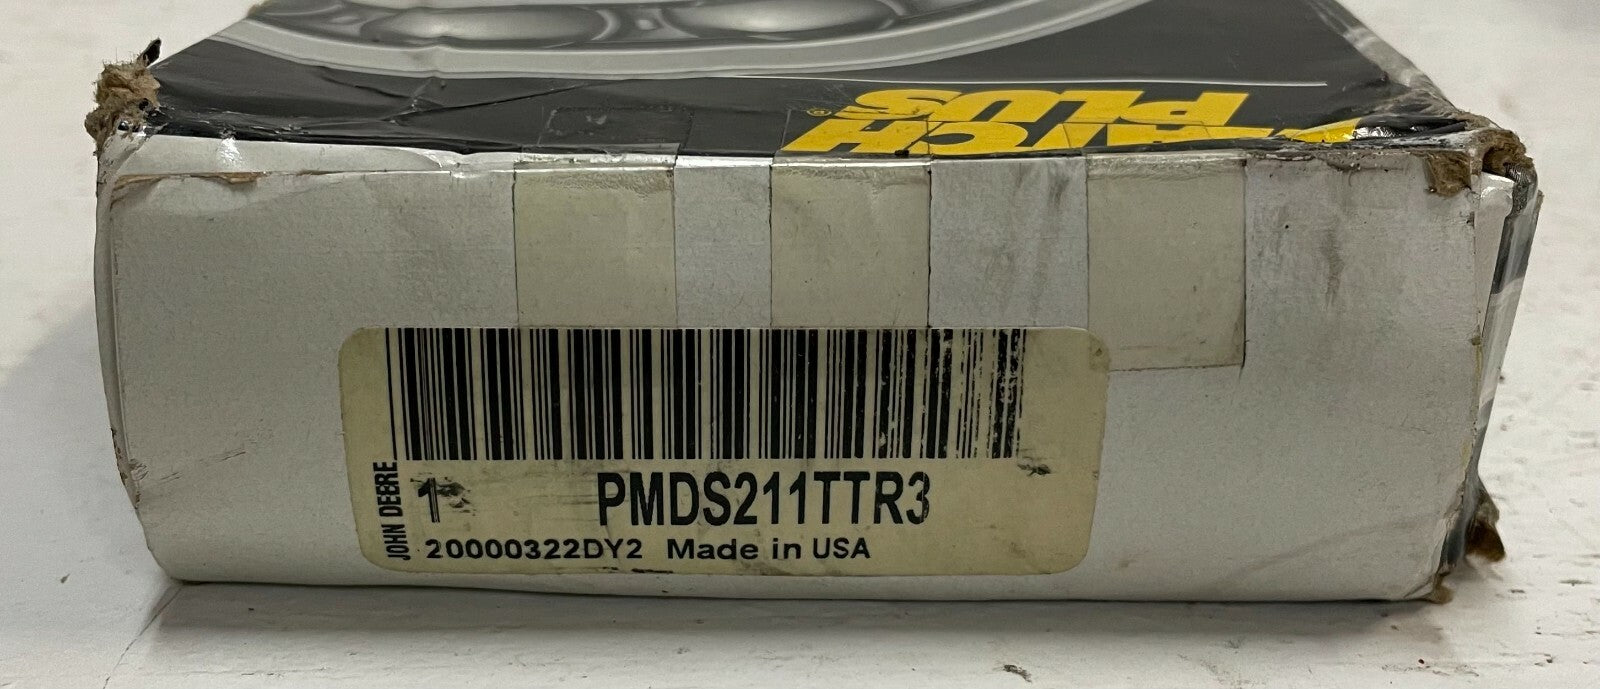 PLUS
JOHN DEERE
1
PMDS211TTR3
20000322DY2 Made in USA